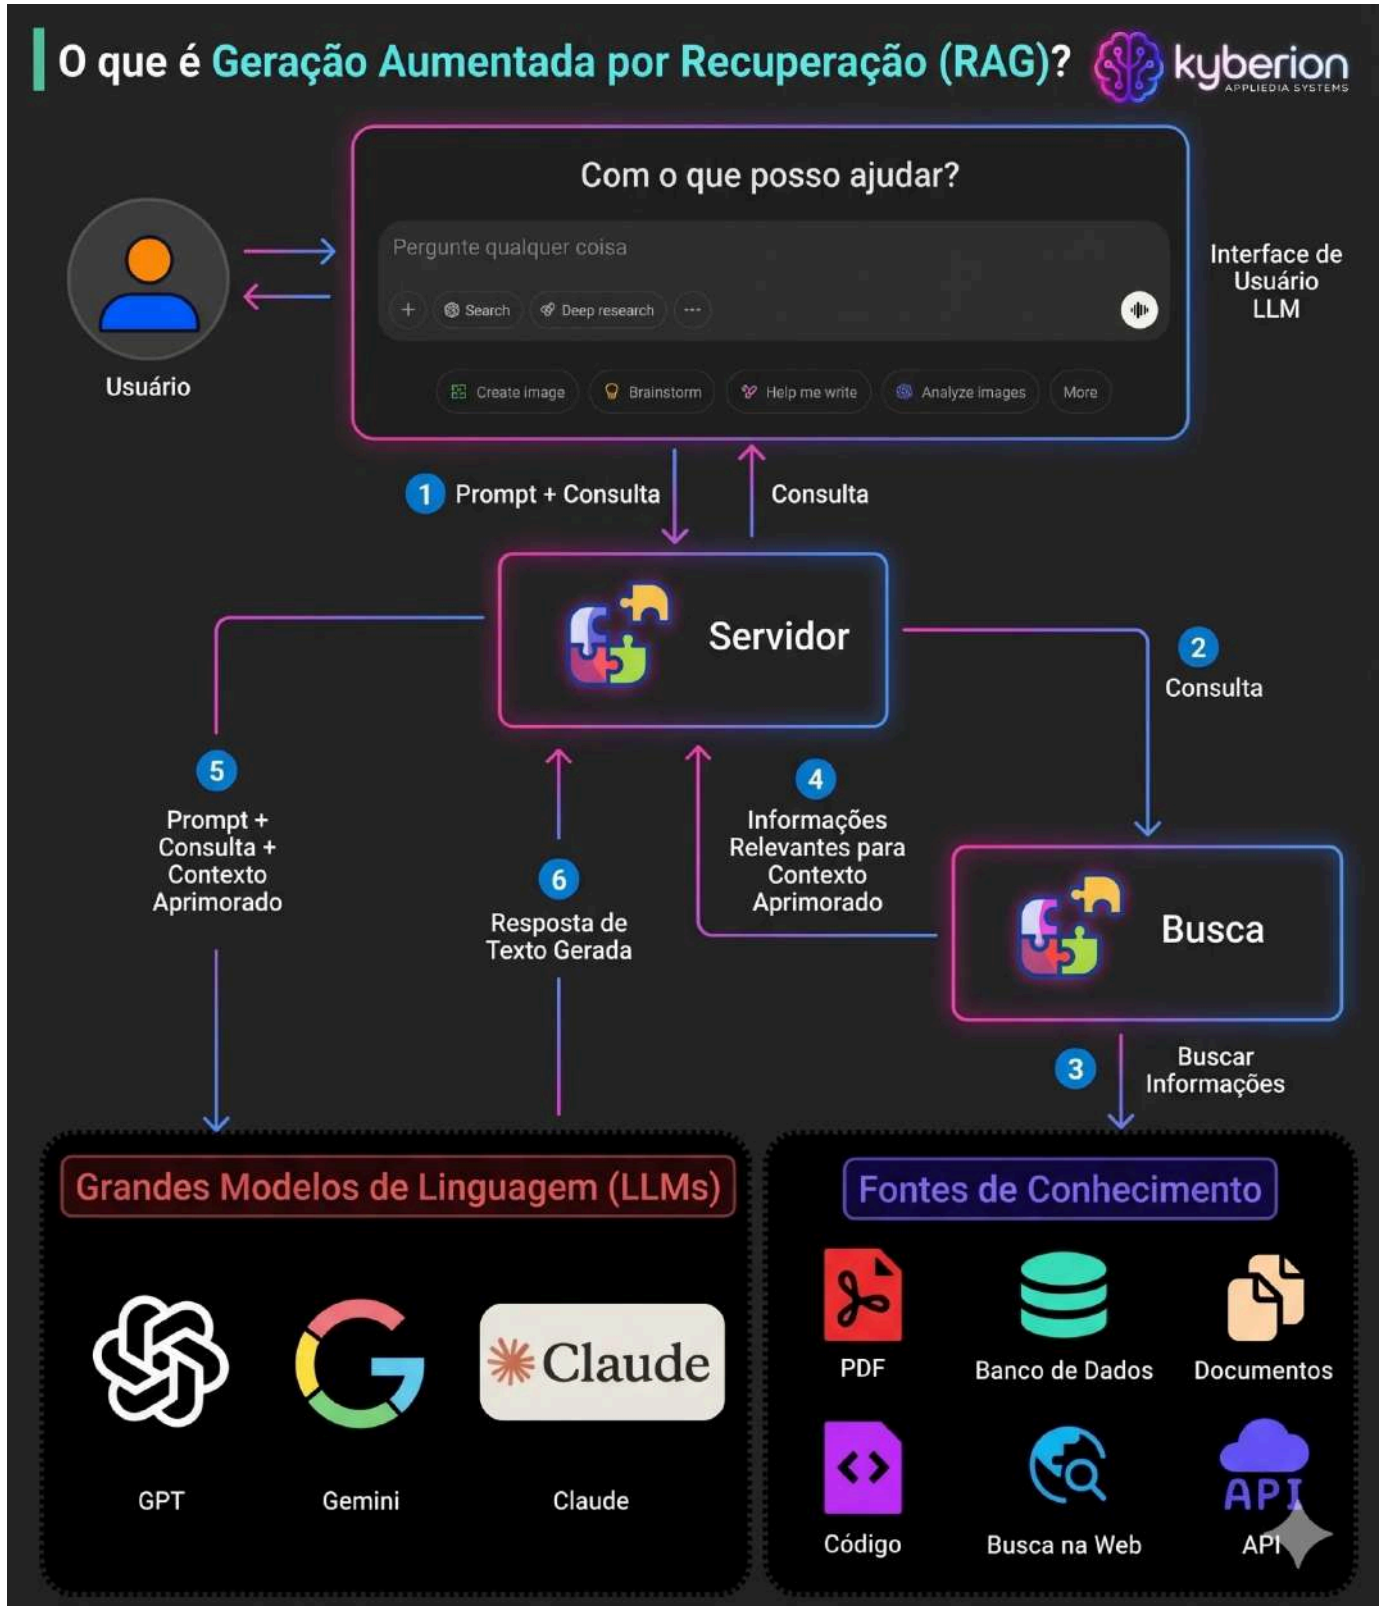 O que é Geração Aumentada por Recuperação (RAG)?
kyberion
APPLIEDIA SYSTEMS
Com o que posso ajudar?
Pergunte qualquer coisa
+
Search
Deep research
...
Create image
Brainstorm
Help me write
Analyze images
More
Interface de
Usuário
LLM
Usuário
1
Prompt + Consulta
Consulta
Servidor
2
Consulta
5
Prompt +
Consulta +
Contexto
Aprimorado
4
Informações
Relevantes para
Contexto
Aprimorado
6
Resposta de
Texto Gerada
Busca
3
Buscar
Informações
Grandes Modelos de Linguagem (LLMs)
Claude
GPT
Gemini
Claude
Fontes de Conhecimento
PDF
Banco de Dados
Documentos
API
Código
Busca na Web
API